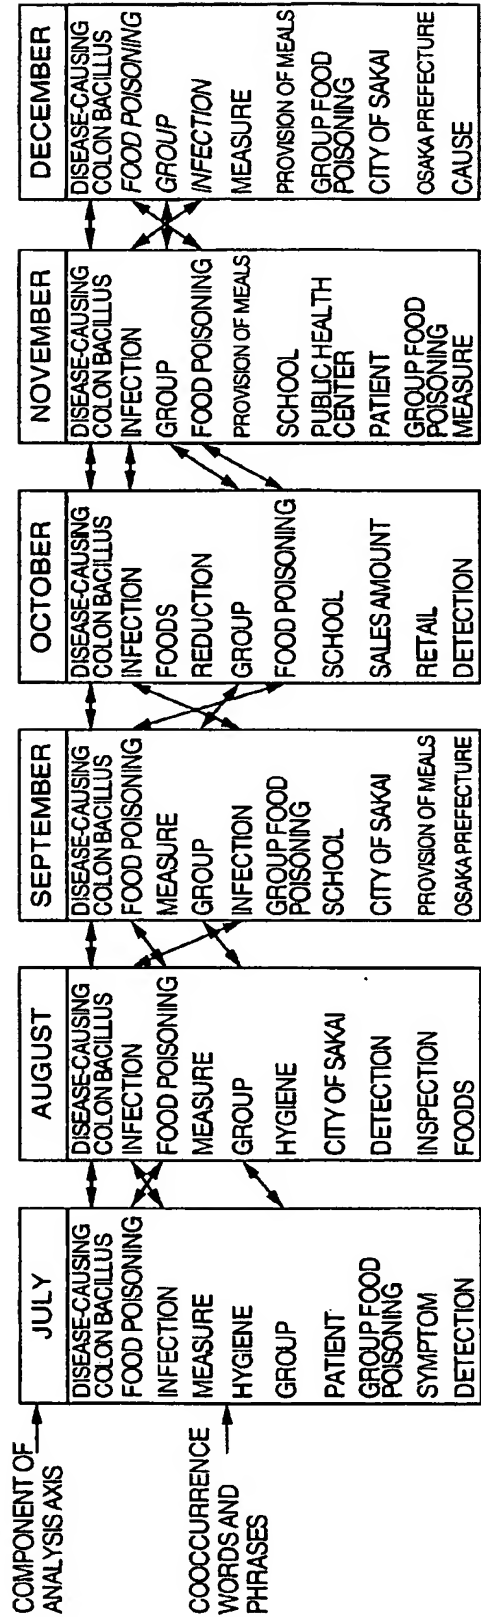 COMPONENT OF
ANALYSIS AXIS
COOCCURRENCE
WORDS AND
PHRASES
JULY
DISEASE-CAUSING
COLON BACILLUS
FOOD POISONING
INFECTION
MEASURE
HYGIENE
GROUP
PATIENT
GROUP FOOD
POISONING
SYMPTOM
DETECTION
AUGUST
DISEASE-CAUSING
COLON BACILLUS
INFECTION
FOOD POISONING
MEASURE
GROUP
HYGIENE
CITY OF SAKAI
DETECTION
INSPECTION
FOODS
SEPTEMBER
DISEASE-CAUSING
COLON BACILLUS
FOOD POISONING
MEASURE
GROUP
INFECTION
GROUP FOOD
POISONING
SCHOOL
CITY OF SAKAI
PROVISION OF MEALS
OSAKA PREFECTURE
OCTOBER
DISEASE-CAUSING
COLON BACILLUS
INFECTION
FOODS
REDUCTION
GROUP
FOOD POISONING
SCHOOL
SALES AMOUNT
RETAIL
DETECTION
NOVEMBER
DISEASE-CAUSING
COLON BACILLUS
INFECTION
GROUP
FOOD POISONING
PROVISION OF MEALS
SCHOOL
PUBLIC HEALTH
CENTER
PATIENT
GROUP FOOD
POISONING
MEASURE
DECEMBER
DISEASE-CAUSING
COLON BACILLUS
FOOD POISONING
GROUP
INFECTION
MEASURE
PROVISION OF MEALS
GROUP FOOD
POISONING
CITY OF SAKAI
OSAKA PREFECTURE
CAUSE